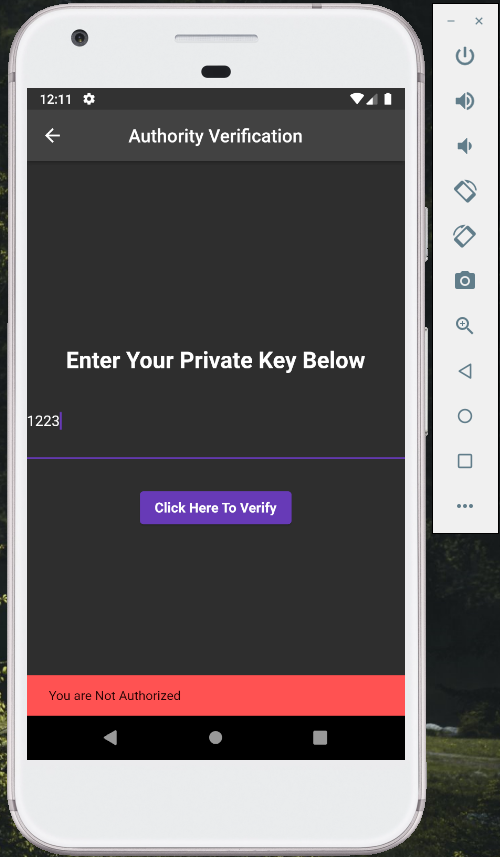 12:11
Authority Verification
Enter Your Private Key Below
1223
Click Here To Verify
You are Not Authorized